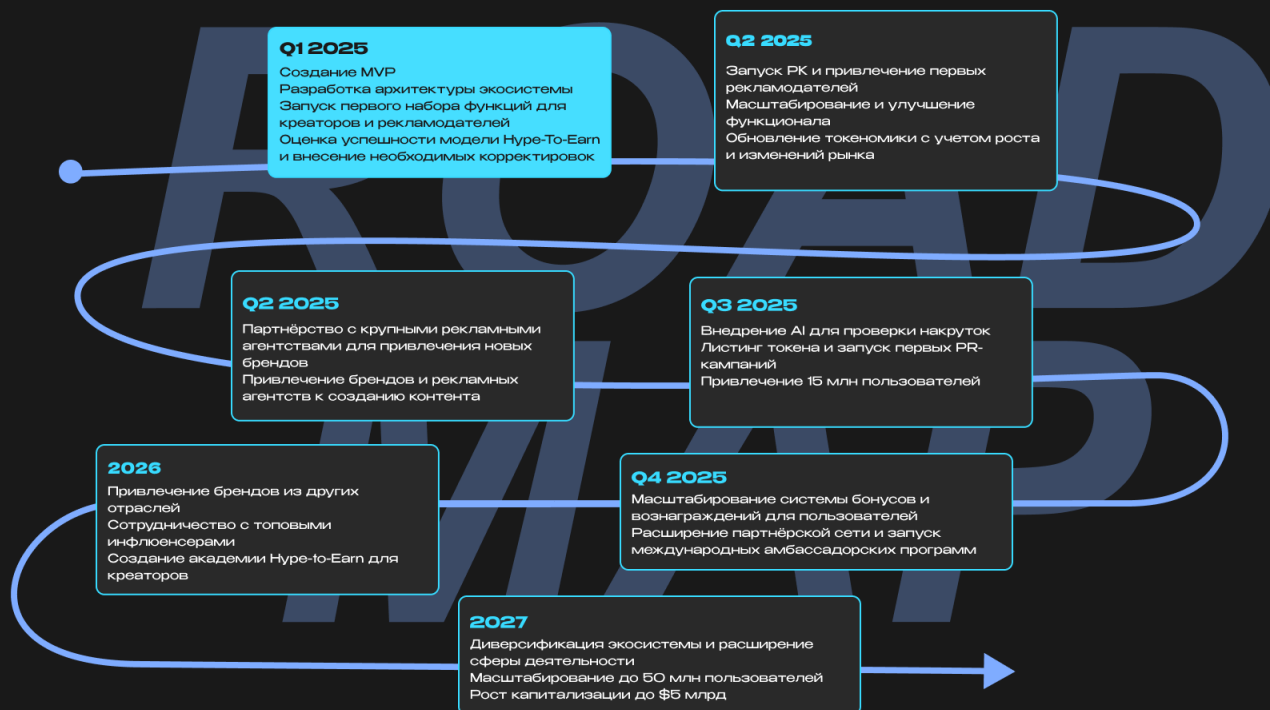 ROAD
MAP
Q1 2025
Создание MVP
Разработка архитектуры экосистемы
Запуск первого набора функций для
креаторов и рекламодателей
Оценка успешности модели Hype-To-Earn
и внесение необходимых корректировок
Q2 2025
Запуск РК и привлечение первых
рекламодателей
Масштабирование и улучшение
функционала
Обновление токеномики с учетом роста
и изменений рынка
Q2 2025
Партнёрство с крупными рекламными
агентствами для привлечения новых
брендов
Привлечение брендов и рекламных
агентств к созданию контента
Q3 2025
Внедрение AI для проверки накруток
Листинг токена и запуск первых PR-
кампаний
Привлечение 15 млн пользователей
Q4 2025
Масштабирование системы бонусов и
вознаграждений для пользователей
Расширение партнёрской сети и запуск
международных амбассадорских программ
2026
Привлечение брендов из других
отраслей
Сотрудничество с топовыми
инфлюенсерами
Создание академии Hype-to-Earn для
креаторов
2027
Диверсификация экосистемы и расширение
сферы деятельности
Масштабирование до 50 млн пользователей
Рост капитализации до $5 млрд